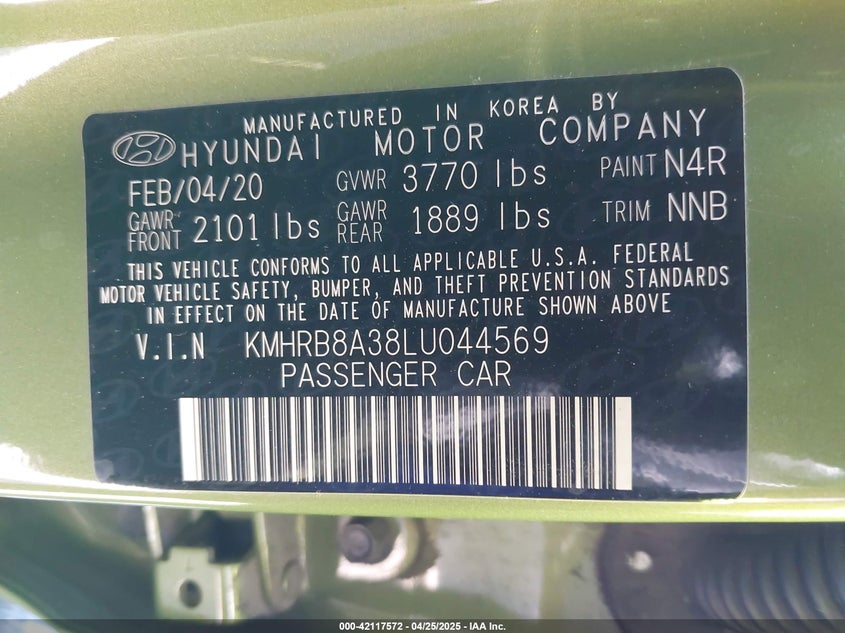 MANUFACTURED IN KOREA BY
HYUNDAI MOTOR COMPANY
FEB/04/20 GVWR 3770 lbs PAINT N4R
GAWR FRONT 2101 lbs GAWR REAR 1889 lbs TRIM NNB
THIS VEHICLE CONFORMS TO ALL APPLICABLE U.S.A. FEDERAL
MOTOR VEHICLE SAFETY, BUMPER, AND THEFT PREVENTION STANDARDS
IN EFFECT ON THE DATE OF MANUFACTURE SHOWN ABOVE
V.I.N KMHRB8A38LU044569
PASSENGER CAR
000-42117572 • 04/25/2025 - IAA Inc.